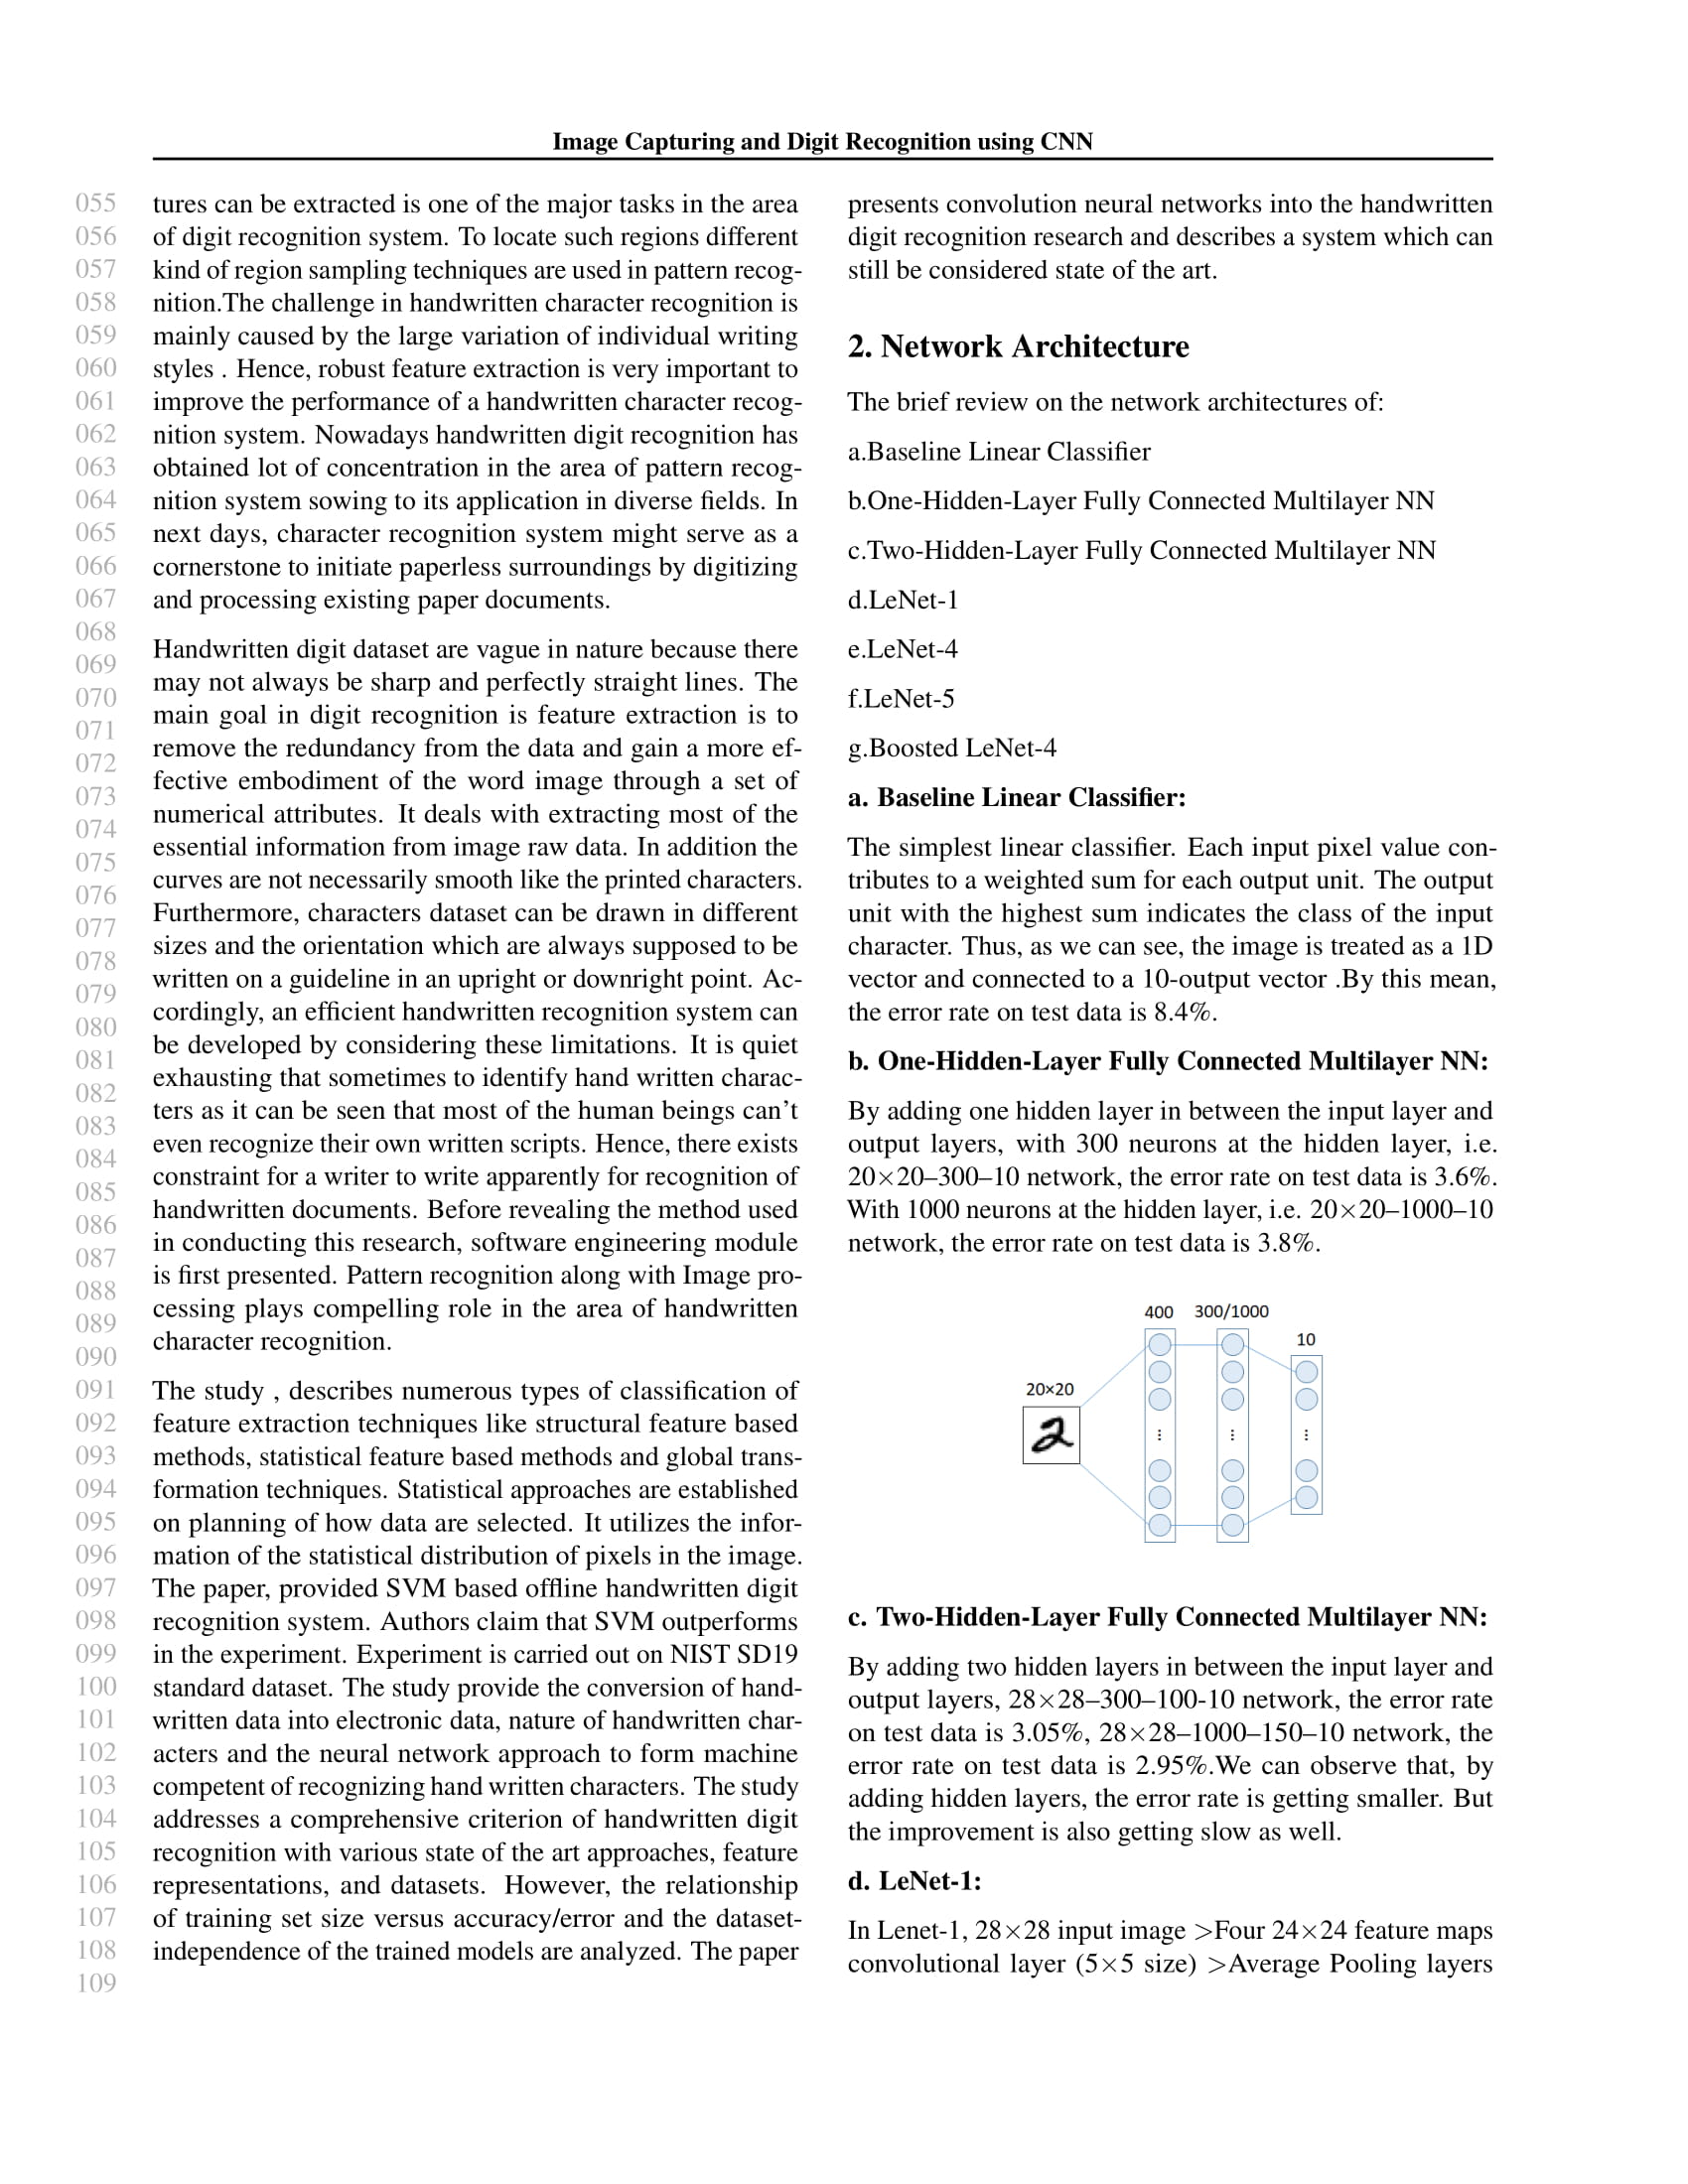 Image Capturing and Digit Recognition using CNN
055
056
057
058
059
060
061
062
063
064
065
066
067
068
069
070
071
072
073
074
075
076
077
078
079
080
081
082
083
084
085
086
087
088
089
090
091
092
093
094
095
096
097
098
099
100
101
102
103
104
105
106
107
108
109
tures can be extracted is one of the major tasks in the area
of digit recognition system. To locate such regions different
kind of region sampling techniques are used in pattern recog-
nition.The challenge in handwritten character recognition is
mainly caused by the large variation of individual writing
styles . Hence, robust feature extraction is very important to
improve the performance of a handwritten character recog-
nition system. Nowadays handwritten digit recognition has
obtained lot of concentration in the area of pattern recog-
nition system sowing to its application in diverse fields. In
next days, character recognition system might serve as a
cornerstone to initiate paperless surroundings by digitizing
and processing existing paper documents.
Handwritten digit dataset are vague in nature because there
may not always be sharp and perfectly straight lines. The
main goal in digit recognition is feature extraction is to
remove the redundancy from the data and gain a more ef-
fective embodiment of the word image through a set of
numerical attributes. It deals with extracting most of the
essential information from image raw data. In addition the
curves are not necessarily smooth like the printed characters.
Furthermore, characters dataset can be drawn in different
sizes and the orientation which are always supposed to be
written on a guideline in an upright or downright point. Ac-
cordingly, an efficient handwritten recognition system can
be developed by considering these limitations. It is quiet
exhausting that sometimes to identify hand written charac-
ters as it can be seen that most of the human beings can't
even recognize their own written scripts. Hence, there exists
constraint for a writer to write apparently for recognition of
handwritten documents. Before revealing the method used
in conducting this research, software engineering module
is first presented. Pattern recognition along with Image pro-
cessing plays compelling role in the area of handwritten
character recognition.
The study , describes numerous types of classification of
feature extraction techniques like structural feature based
methods, statistical feature based methods and global trans-
formation techniques. Statistical approaches are established
on planning of how data are selected. It utilizes the infor-
mation of the statistical distribution of pixels in the image.
The paper, provided SVM based offline handwritten digit
recognition system. Authors claim that SVM outperforms
in the experiment. Experiment is carried out on NIST SD19
standard dataset. The study provide the conversion of hand-
written data into electronic data, nature of handwritten char-
acters and the neural network approach to form machine
competent of recognizing hand written characters. The study
addresses a comprehensive criterion of handwritten digit
recognition with various state of the art approaches, feature
representations, and datasets. However, the relationship
of training set size versus accuracy/error and the dataset-
independence of the trained models are analyzed. The paper
presents convolution neural networks into the handwritten
digit recognition research and describes a system which can
still be considered state of the art.
2. Network Architecture
The brief review on the network architectures of:
a.Baseline Linear Classifier
b.One-Hidden-Layer Fully Connected Multilayer NN
c.Two-Hidden-Layer Fully Connected Multilayer NN
d.LeNet-1
e.LeNet-4
f.LeNet-5
g.Boosted LeNet-4
a. Baseline Linear Classifier:
The simplest linear classifier. Each input pixel value con-
tributes to a weighted sum for each output unit. The output
unit with the highest sum indicates the class of the input
character. Thus, as we can see, the image is treated as a 1D
vector and connected to a 10-output vector .By this mean,
the error rate on test data is 8.4%.
b. One-Hidden-Layer Fully Connected Multilayer NN:
By adding one hidden layer in between the input layer and
output layers, with 300 neurons at the hidden layer, i.e.
20×20–300–10 network, the error rate on test data is 3.6%.
With 1000 neurons at the hidden layer, i.e. 20×20–1000–10
network, the error rate on test data is 3.8%.
400 300/1000
10
20×20
2
c. Two-Hidden-Layer Fully Connected Multilayer NN:
By adding two hidden layers in between the input layer and
output layers, 28×28–300–100-10 network, the error rate
on test data is 3.05%, 28×28–1000–150–10 network, the
error rate on test data is 2.95%.We can observe that, by
adding hidden layers, the error rate is getting smaller. But
the improvement is also getting slow as well.
d. LeNet-1:
In Lenet-1, 28×28 input image >Four 24×24 feature maps
convolutional layer (5×5 size) >Average Pooling layers